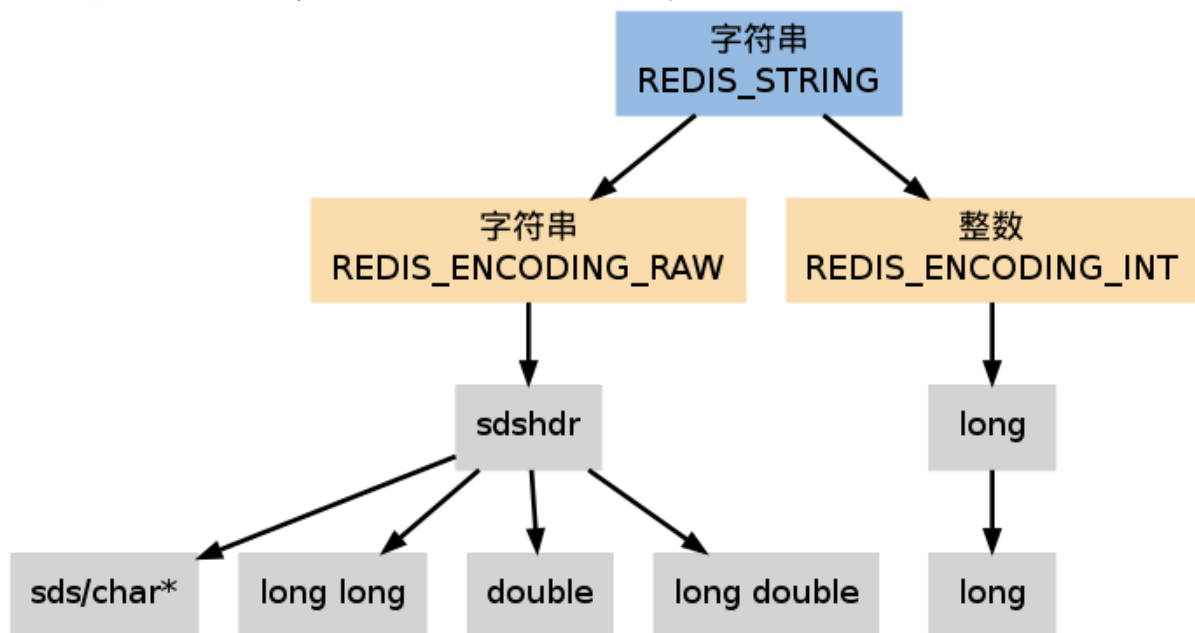 字符串
REDIS_STRING
字符串
REDIS_ENCODING_RAW
整数
REDIS_ENCODING_INT
sdshdr
long
sds/char*
long long
double
long double
long